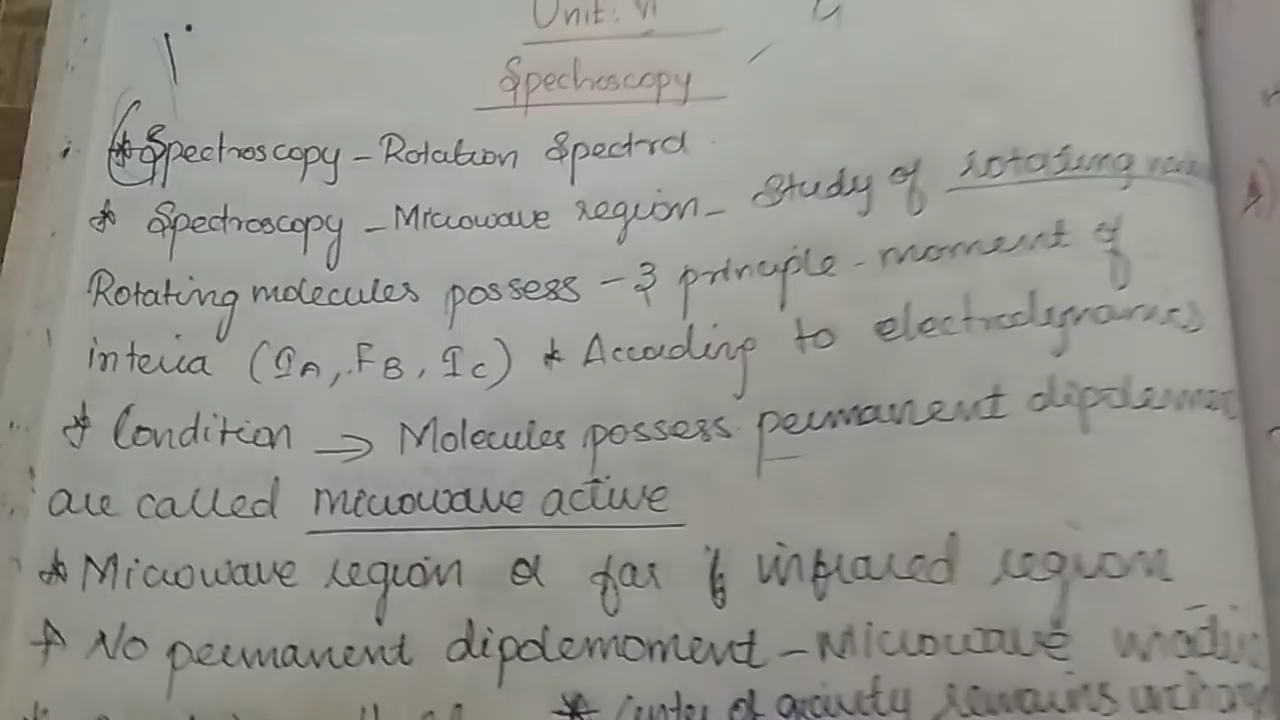 Unit: VI
Spectroscopy
* Spectroscopy - Rotation Spectra
* Spectroscopy - Microwave region - Study of rotating
Rotating molecules possess - 3 principle - moment of
interia (IA, IB, IC) * According to electrodynamics
* Condition → Molecules possess permanent dipolemoment
are called microwave active
* Microwave region or far infrared region
* No permanent dipolemoment - Microwave
* Center of gravity remains